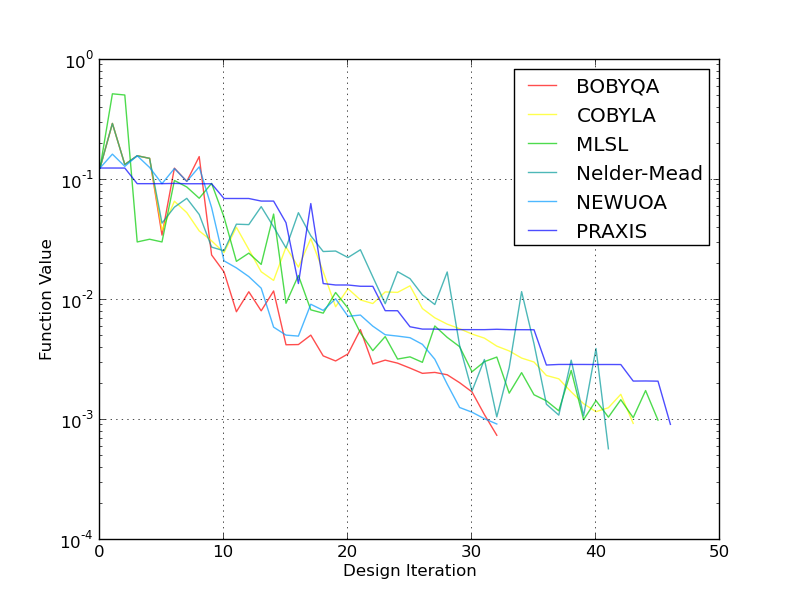 10^0
10^-1
10^-2
10^-3
10^-4
0
10
20
30
40
50
Function Value
Design Iteration
BOBYQA
COBYLA
MLSL
Nelder-Mead
NEWUOA
PRAXIS